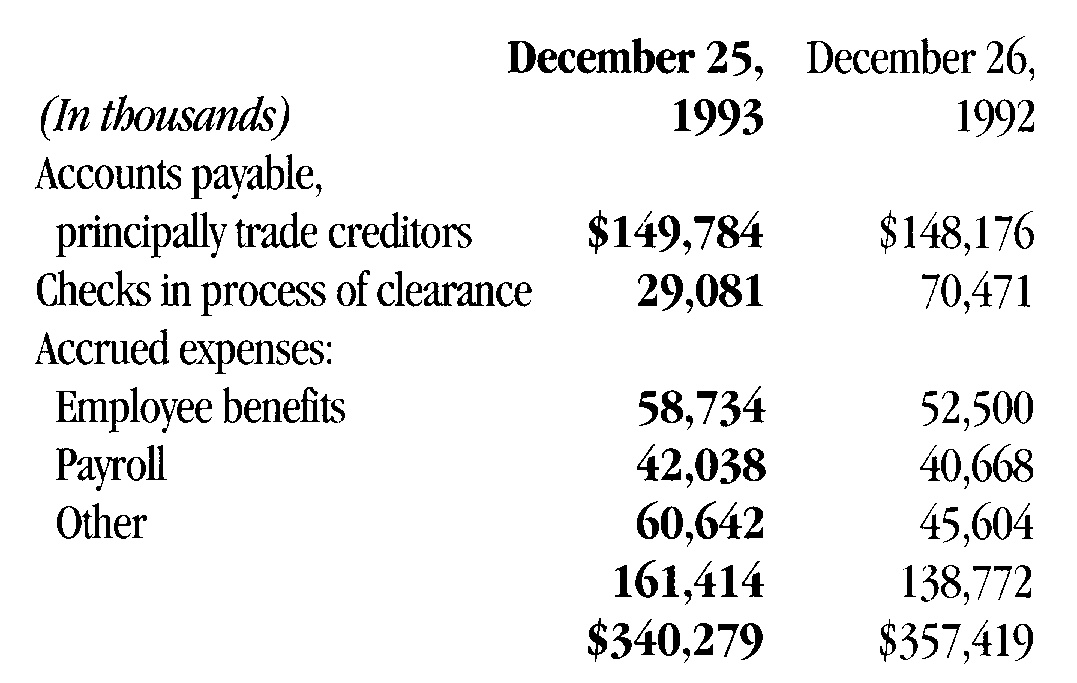 December 25, December 26,
(In thousands) 1993 1992
Accounts payable,
principally trade creditors $149,784 $148,176
Checks in process of clearance 29,081 70,471
Accrued expenses:
Employee benefits 58,734 52,500
Payroll 42,038 40,668
Other 60,642 45,604
161,414 138,772
$340,279 $357,419